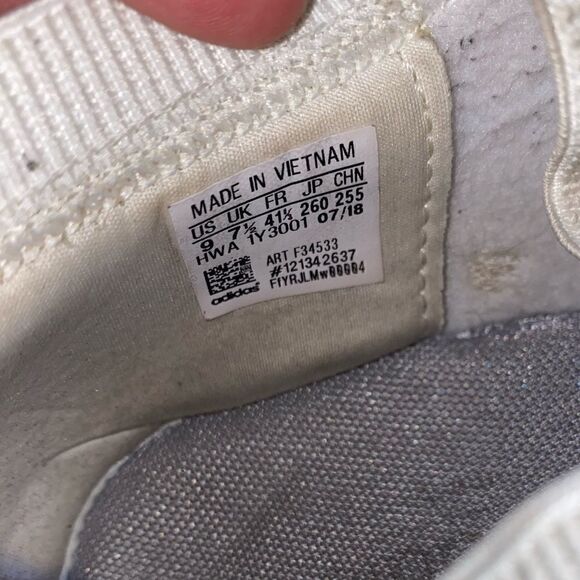 MADE IN VIETNAM
US UK FR JP CHN
9 7½ 41⅓ 260 255
HWA 1Y3001 07/18
ART F34533
#121342637
F1YRJLMw00004
adidas